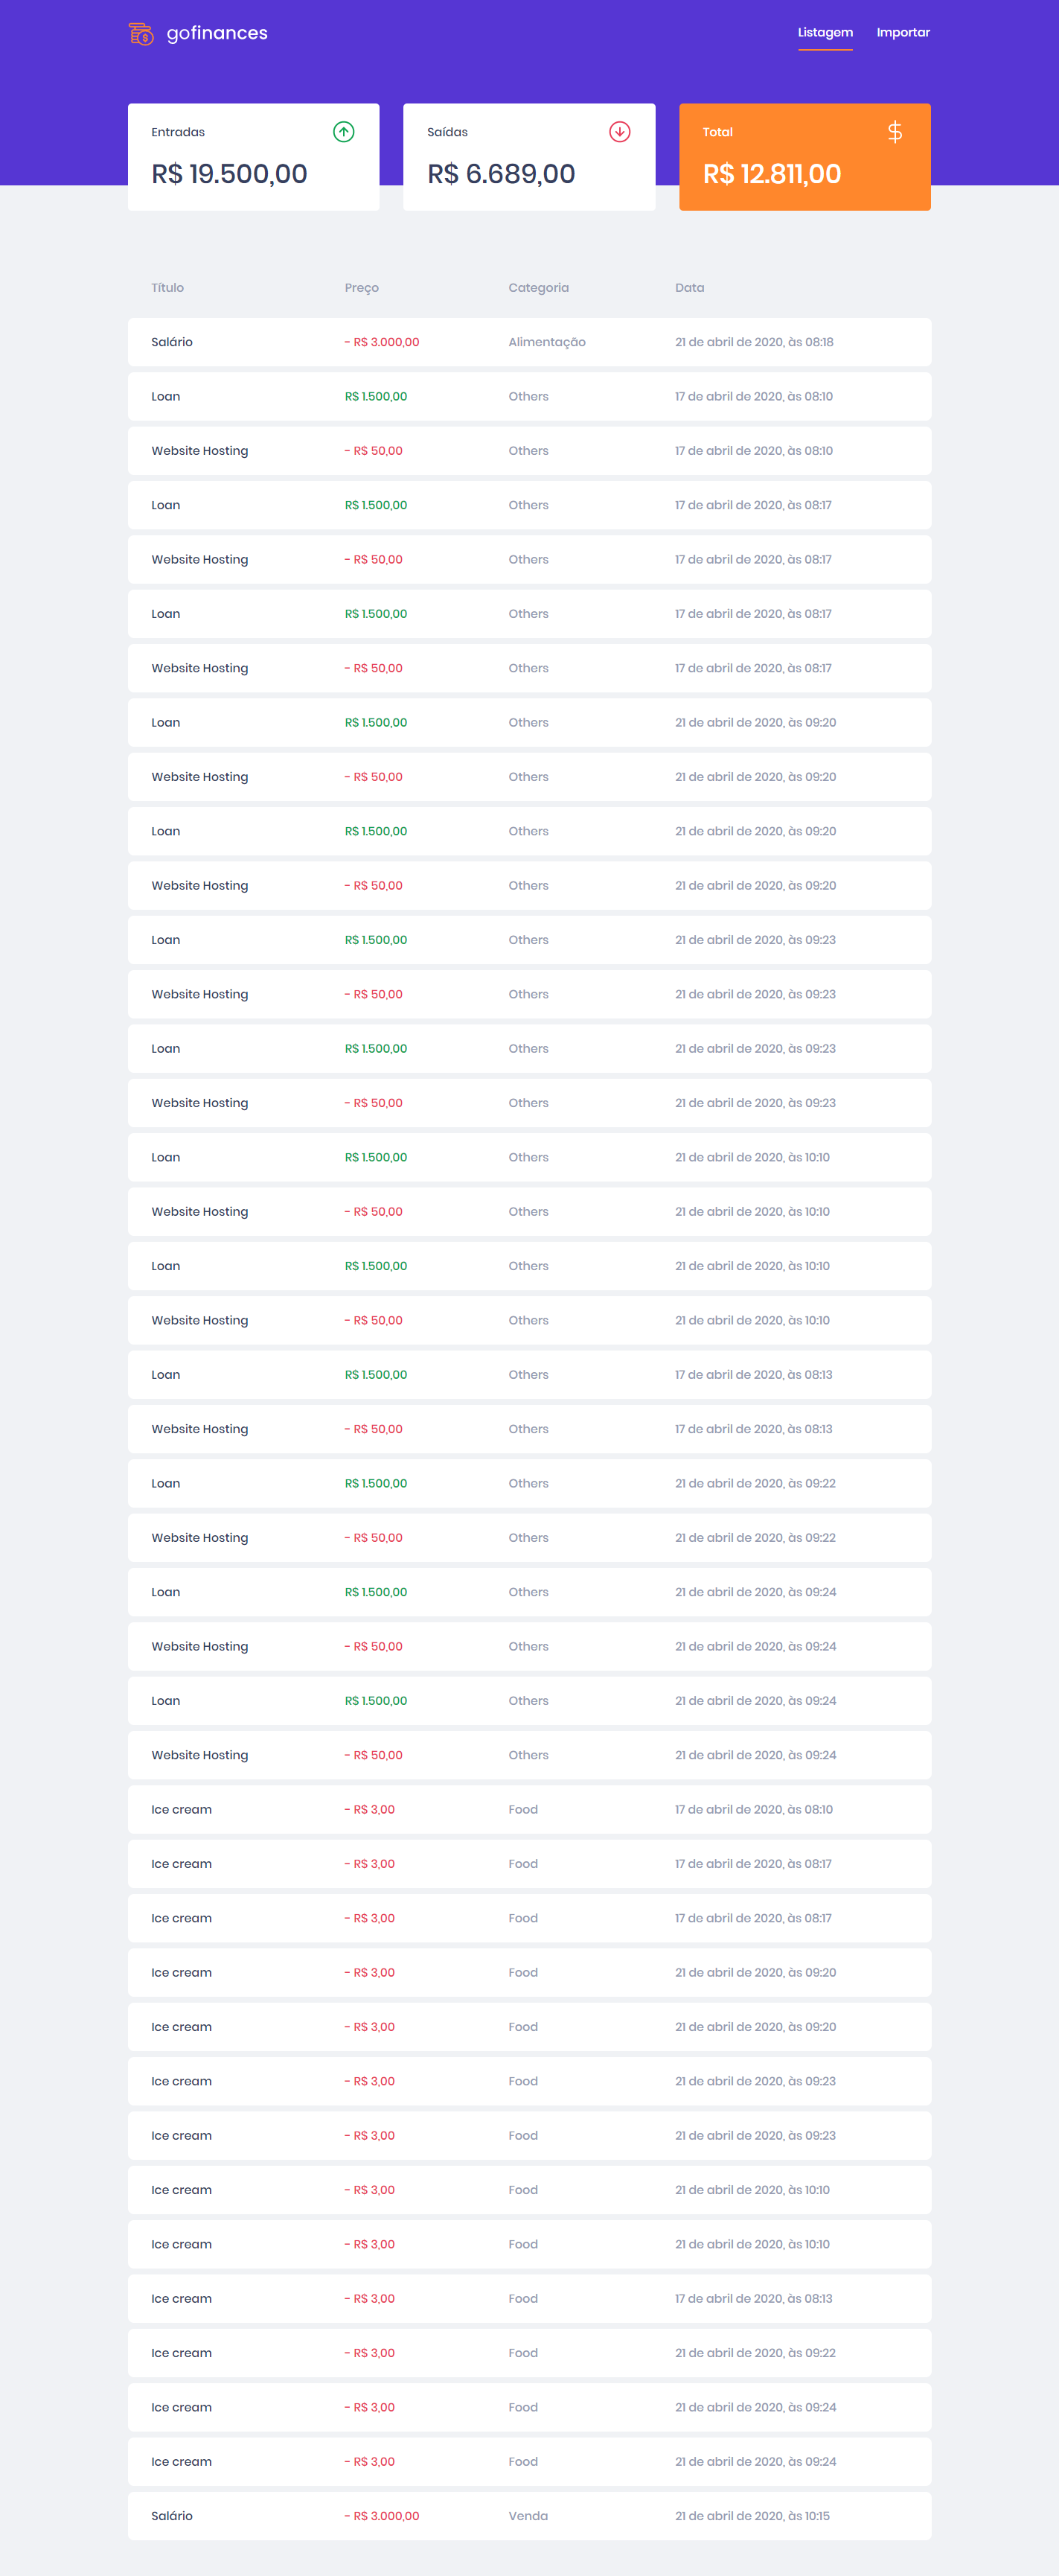 gofinances Listagem Importar
Entradas Saídas Total
R$ 19.500,00 R$ 6.689,00 R$ 12.811,00
Título Preço Categoria Data
Salário - R$ 3.000,00 Alimentação 21 de abril de 2020, às 08:18
Loan R$ 1.500,00 Others 17 de abril de 2020, às 08:10
Website Hosting - R$ 50,00 Others 17 de abril de 2020, às 08:10
Loan R$ 1.500,00 Others 17 de abril de 2020, às 08:17
Website Hosting - R$ 50,00 Others 17 de abril de 2020, às 08:17
Loan R$ 1.500,00 Others 17 de abril de 2020, às 08:17
Website Hosting - R$ 50,00 Others 17 de abril de 2020, às 08:17
Loan R$ 1.500,00 Others 21 de abril de 2020, às 09:20
Website Hosting - R$ 50,00 Others 21 de abril de 2020, às 09:20
Loan R$ 1.500,00 Others 21 de abril de 2020, às 09:20
Website Hosting - R$ 50,00 Others 21 de abril de 2020, às 09:20
Loan R$ 1.500,00 Others 21 de abril de 2020, às 09:23
Website Hosting - R$ 50,00 Others 21 de abril de 2020, às 09:23
Loan R$ 1.500,00 Others 21 de abril de 2020, às 09:23
Website Hosting - R$ 50,00 Others 21 de abril de 2020, às 09:23
Loan R$ 1.500,00 Others 21 de abril de 2020, às 10:10
Website Hosting - R$ 50,00 Others 21 de abril de 2020, às 10:10
Loan R$ 1.500,00 Others 21 de abril de 2020, às 10:10
Website Hosting - R$ 50,00 Others 21 de abril de 2020, às 10:10
Loan R$ 1.500,00 Others 17 de abril de 2020, às 08:13
Website Hosting - R$ 50,00 Others 17 de abril de 2020, às 08:13
Loan R$ 1.500,00 Others 21 de abril de 2020, às 09:22
Website Hosting - R$ 50,00 Others 21 de abril de 2020, às 09:22
Loan R$ 1.500,00 Others 21 de abril de 2020, às 09:24
Website Hosting - R$ 50,00 Others 21 de abril de 2020, às 09:24
Loan R$ 1.500,00 Others 21 de abril de 2020, às 09:24
Website Hosting - R$ 50,00 Others 21 de abril de 2020, às 09:24
Ice cream - R$ 3,00 Food 17 de abril de 2020, às 08:10
Ice cream - R$ 3,00 Food 17 de abril de 2020, às 08:17
Ice cream - R$ 3,00 Food 17 de abril de 2020, às 08:17
Ice cream - R$ 3,00 Food 21 de abril de 2020, às 09:20
Ice cream - R$ 3,00 Food 21 de abril de 2020, às 09:20
Ice cream - R$ 3,00 Food 21 de abril de 2020, às 09:23
Ice cream - R$ 3,00 Food 21 de abril de 2020, às 09:23
Ice cream - R$ 3,00 Food 21 de abril de 2020, às 10:10
Ice cream - R$ 3,00 Food 21 de abril de 2020, às 10:10
Ice cream - R$ 3,00 Food 17 de abril de 2020, às 08:13
Ice cream - R$ 3,00 Food 21 de abril de 2020, às 09:22
Ice cream - R$ 3,00 Food 21 de abril de 2020, às 09:24
Ice cream - R$ 3,00 Food 21 de abril de 2020, às 09:24
Salário - R$ 3.000,00 Venda 21 de abril de 2020, às 10:15